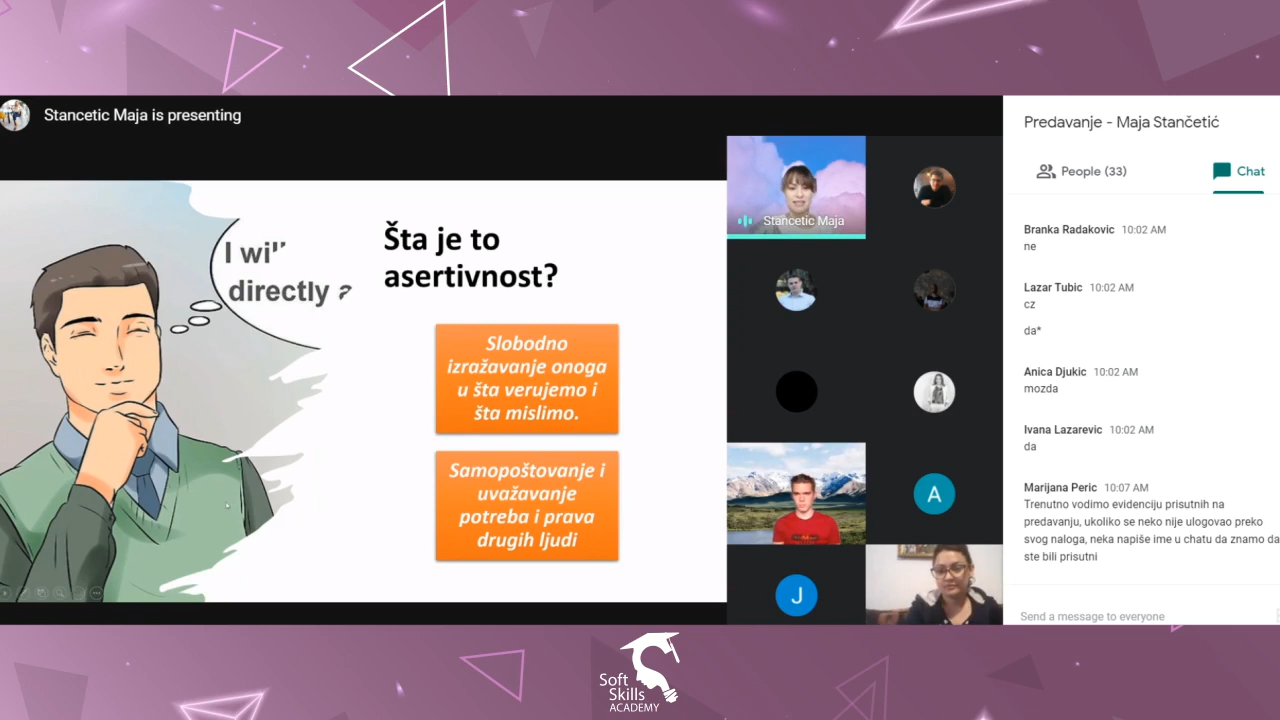 Stancetic Maja is presenting
I wi
directly
Šta je to
asertivnost?
Slobodno
izražavanje onoga
u šta verujemo i
šta mislimo.
Samopoštovanje i
uvažavanje
potreba i prava
drugih ljudi
Stancetic Maja
A
J
Predavanje - Maja Stančetić
People (33)
Chat
Branka Radakovic 10:02 AM
ne
Lazar Tubic 10:02 AM
cz
da*
Anica Djukic 10:02 AM
mozda
Ivana Lazarevic 10:02 AM
da
Marijana Peric 10:07 AM
Trenutno vodimo evidenciju prisutnih na
predavanju, ukoliko se neko nije ulogovao preko
svog naloga, neka napiše ime u chatu da znamo da
ste bili prisutni
Send a message to everyone
Soft
Skills
ACADEMY